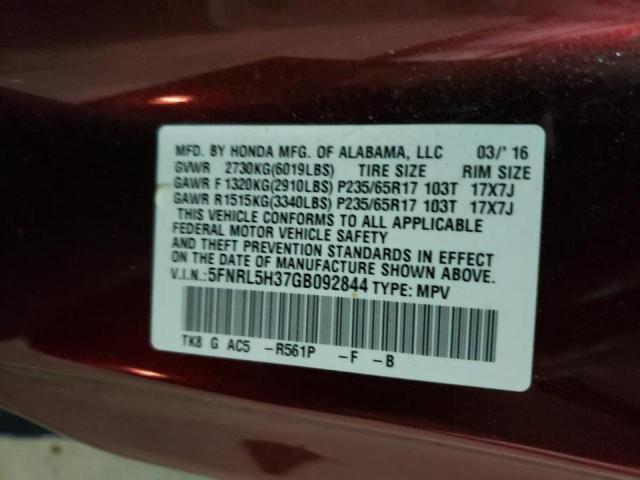 MFD. BY HONDA MFG. OF ALABAMA, LLC 03/'16
GVWR 2730KG(6019LBS) TIRE SIZE RIM SIZE
GAWR F 1320KG(2910LBS) P235/65R17 103T 17X7J
GAWR R1515KG(3340LBS) P235/65R17 103T 17X7J
THIS VEHICLE CONFORMS TO ALL APPLICABLE
FEDERAL MOTOR VEHICLE SAFETY
AND THEFT PREVENTION STANDARDS IN EFFECT
ON THE DATE OF MANUFACTURE SHOWN ABOVE.
V.I.N.:5FNRL5H37GB092844 TYPE: MPV
TK8 G AC5 -R561P -F -B